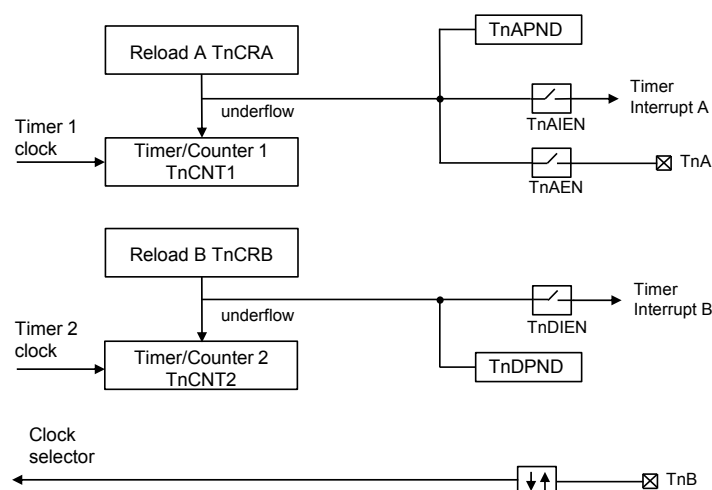 Reload A TnCRA
TnAPND
underflow
TnAIEN
Timer
Interrupt A
Timer 1
clock
Timer/Counter 1
TnCNT1
TnAEN
TnA
Reload B TnCRB
underflow
TnDIEN
Timer
Interrupt B
Timer 2
clock
Timer/Counter 2
TnCNT2
TnDPND
Clock
selector
TnB